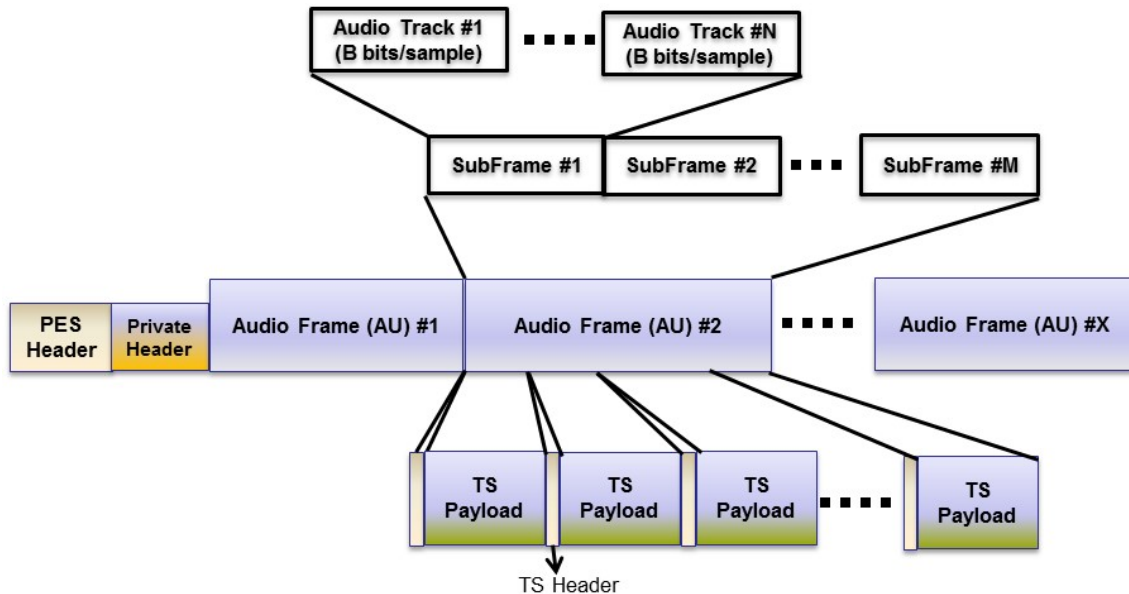 Audio Track #1
(B bits/sample)
Audio Track #N
(B bits/sample)
SubFrame #1
SubFrame #2
SubFrame #M
PES
Header
Private
Header
Audio Frame (AU) #1
Audio Frame (AU) #2
Audio Frame (AU) #X
TS
Payload
TS
Payload
TS
Payload
TS
Payload
TS Header